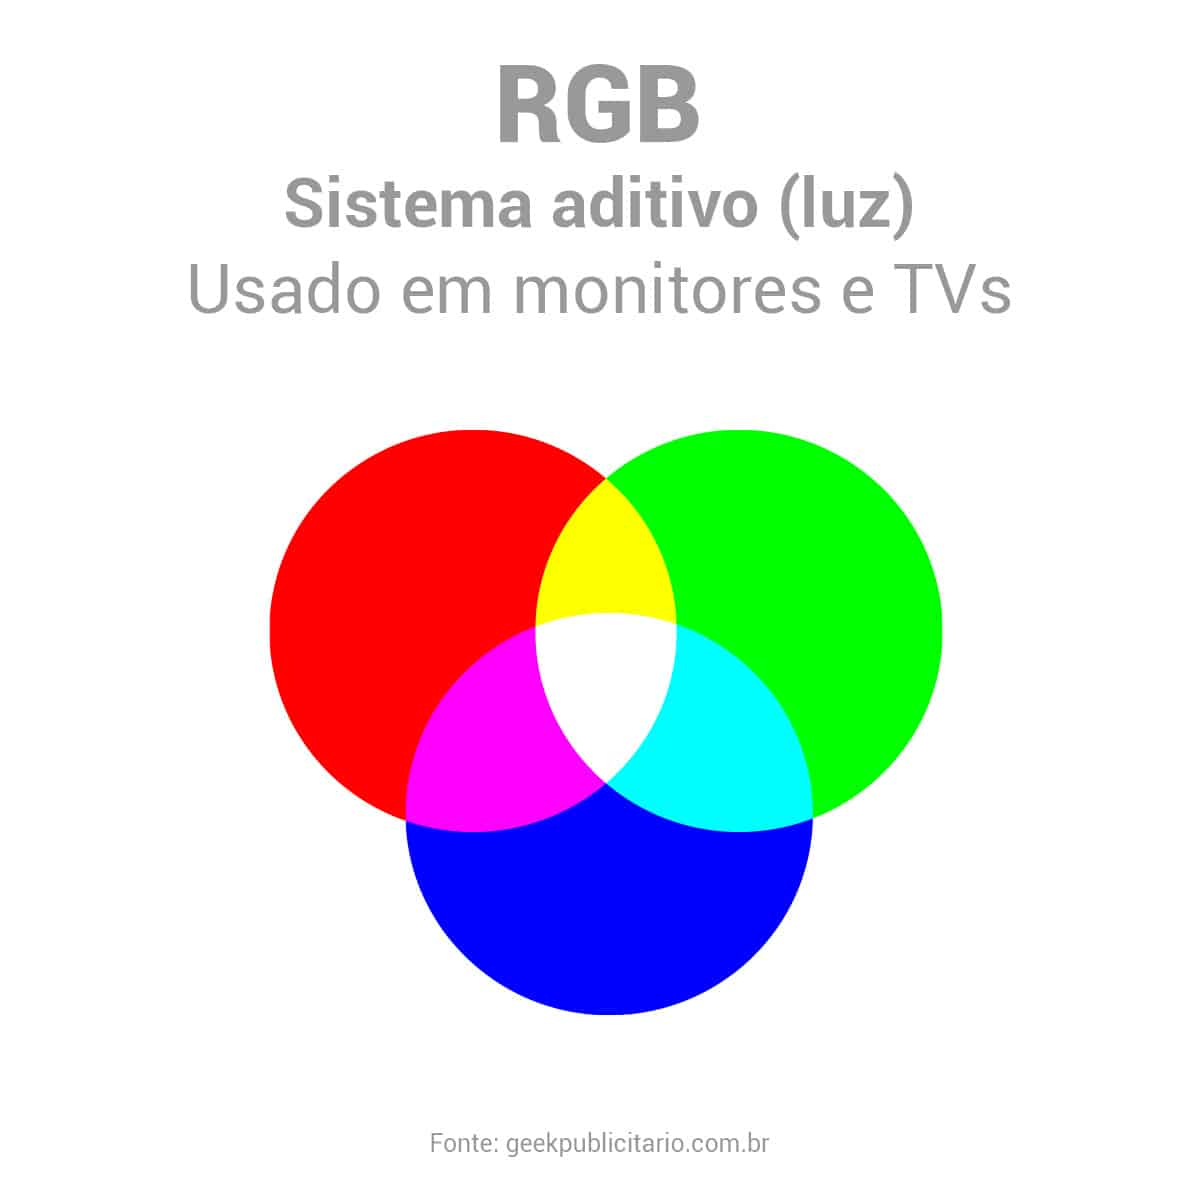 RGB
Sistema aditivo (luz)
Usado em monitores e TVs
Fonte: geekpublicitario.com.br